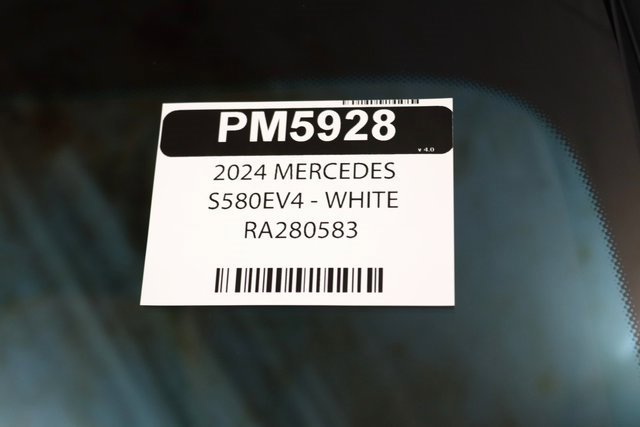 PM5928
v 4.0
2024 MERCEDES
S580EV4 - WHITE
RA280583